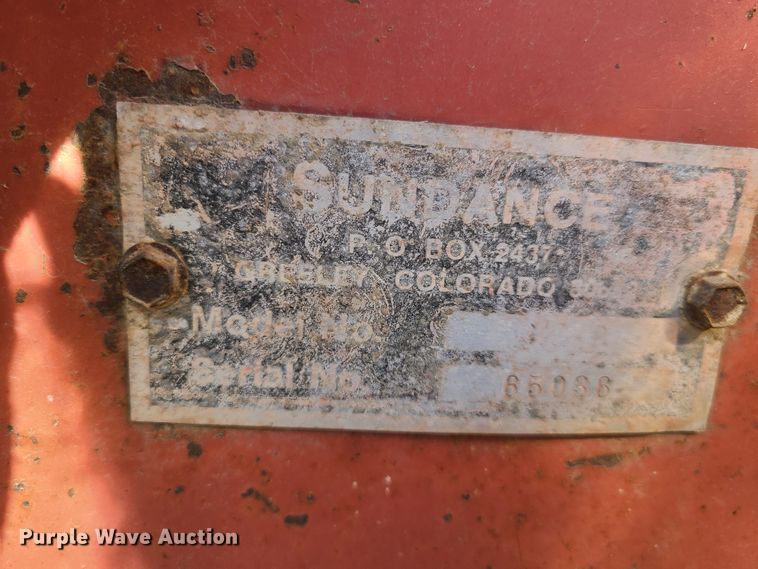 SUNDANCE
P. O. BOX 2437
GREELEY, COLORADO
Model No.
Serial No. 65086
Purple Wave Auction